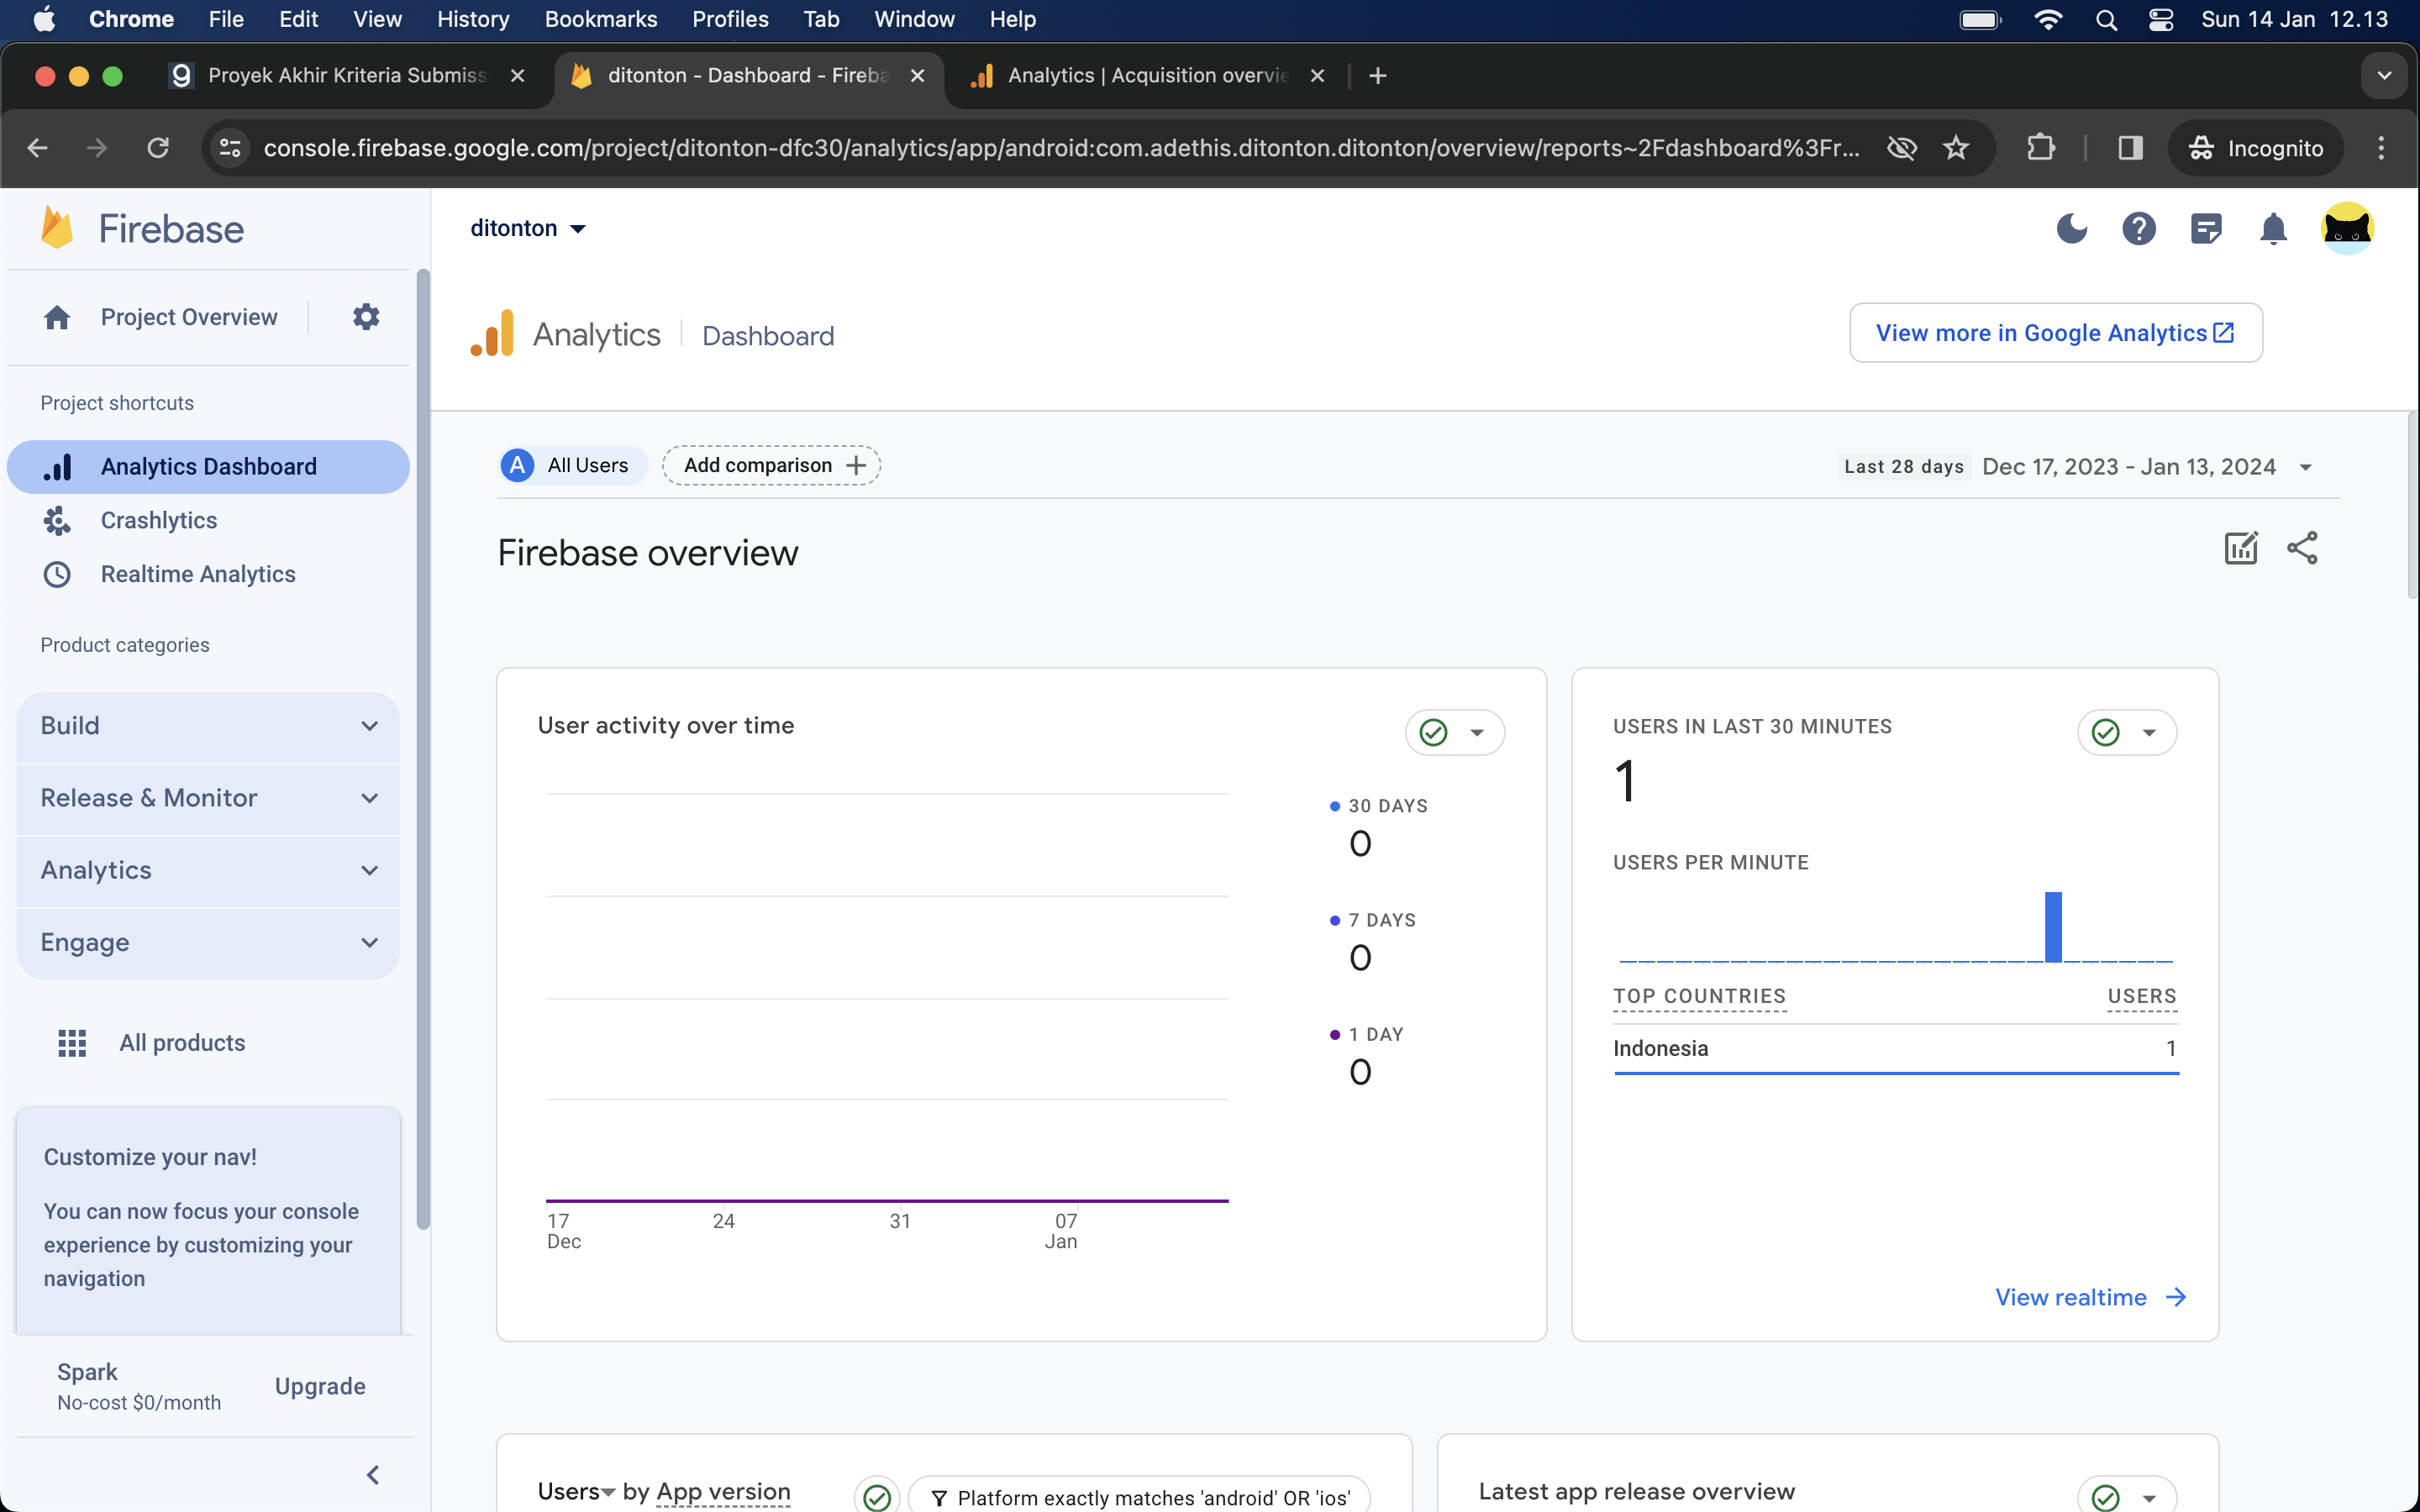 Chrome File Edit View History Bookmarks Profiles Tab Window Help Sun 14 Jan 12.13
Proyek Akhir Kriteria Submiss
ditonton - Dashboard - Fireba
Analytics | Acquisition overvie
console.firebase.google.com/project/ditonton-dfc30/analytics/app/android:com.adethis.ditonton.ditonton/overview/reports~2Fdashboard%3Fr...
Incognito
Firebase
Project Overview
Project shortcuts
Analytics Dashboard
Crashlytics
Realtime Analytics
Product categories
Build
Release & Monitor
Analytics
Engage
All products
Customize your nav!
You can now focus your console
experience by customizing your
navigation
Spark
No-cost $0/month
Upgrade
ditonton
Analytics Dashboard
View more in Google Analytics
A All Users
Add comparison
Last 28 days Dec 17, 2023 - Jan 13, 2024
Firebase overview
User activity over time
30 DAYS
0
7 DAYS
0
1 DAY
0
17 24 31 07
Dec Jan
USERS IN LAST 30 MINUTES
1
USERS PER MINUTE
TOP COUNTRIES USERS
Indonesia 1
View realtime
Users by App version
Platform exactly matches 'android' OR 'ios'
Latest app release overview